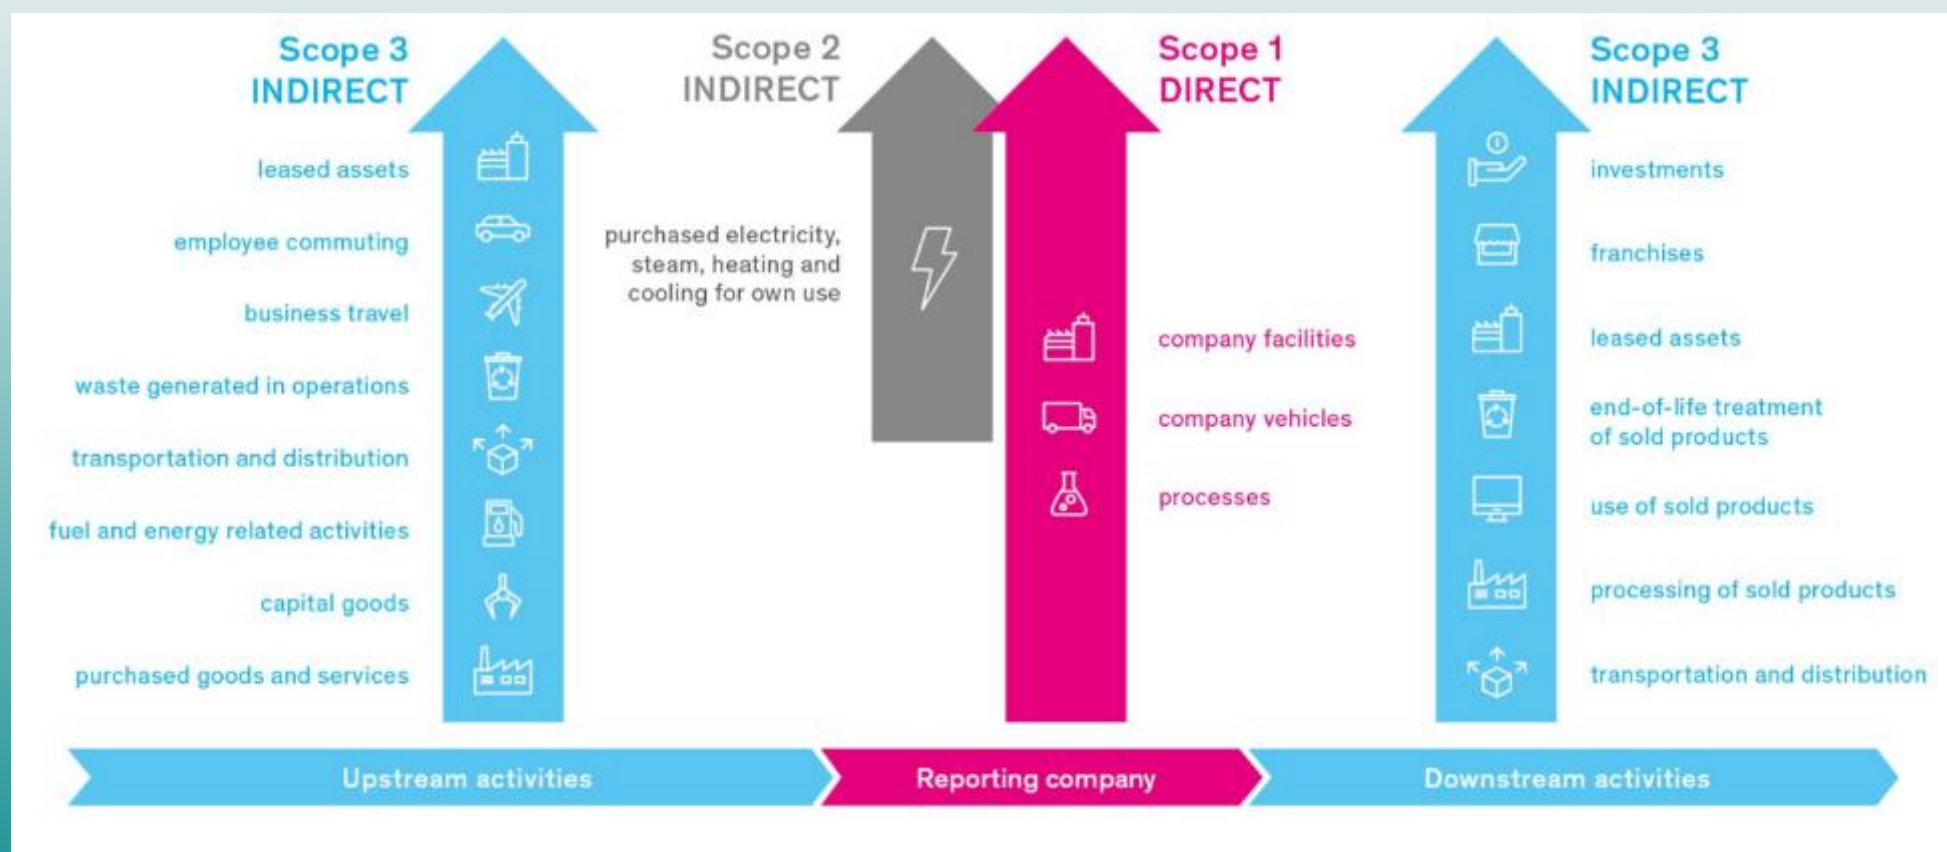 Scope 3
INDIRECT
leased assets
employee commuting
business travel
waste generated in operations
transportation and distribution
fuel and energy related activities
capital goods
purchased goods and services
Scope 2
INDIRECT
purchased electricity,
steam, heating and
cooling for own use
Scope 1
DIRECT
company facilities
company vehicles
processes
Scope 3
INDIRECT
investments
franchises
leased assets
end-of-life treatment
of sold products
use of sold products
processing of sold products
transportation and distribution
Upstream activities
Reporting company
Downstream activities